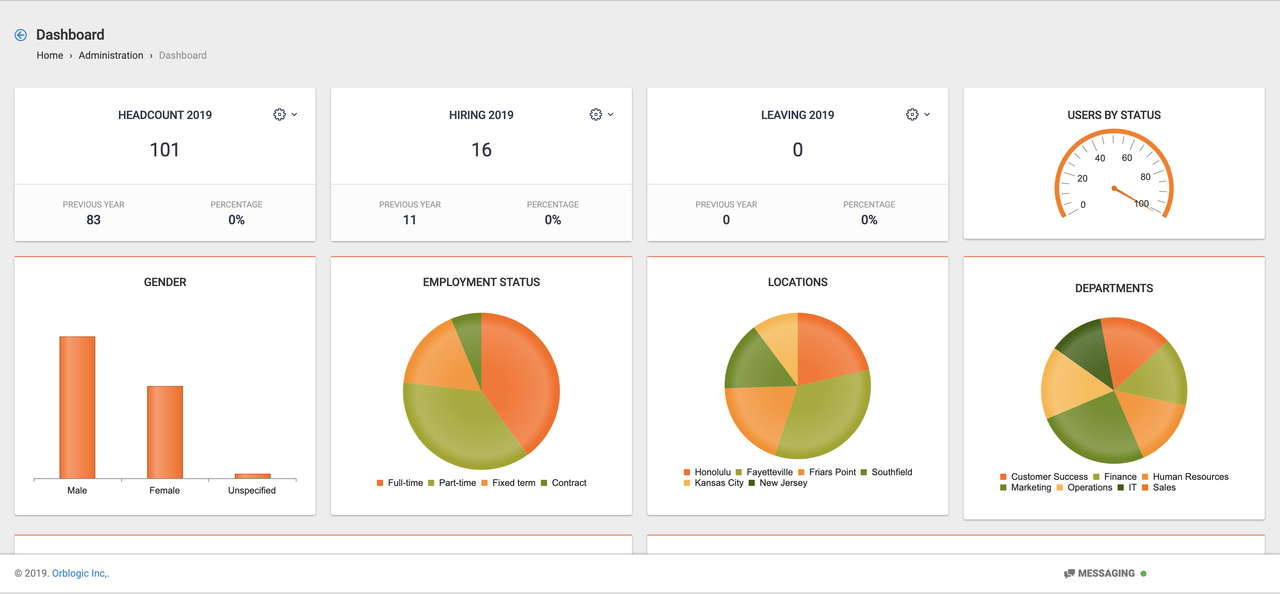 Dashboard
Home › Administration › Dashboard
HEADCOUNT 2019
101
PREVIOUS YEAR
83
PERCENTAGE
0%
HIRING 2019
16
PREVIOUS YEAR
11
PERCENTAGE
0%
LEAVING 2019
0
PREVIOUS YEAR
0
PERCENTAGE
0%
USERS BY STATUS
0
20
40
60
80
100
GENDER
Male
Female
Unspecified
EMPLOYMENT STATUS
Full-time Part-time Fixed term Contract
LOCATIONS
Honolulu Fayetteville Friars Point Southfield
Kansas City New Jersey
DEPARTMENTS
Customer Success Finance Human Resources
Marketing Operations IT Sales
© 2019. Orblogic Inc,.
MESSAGING